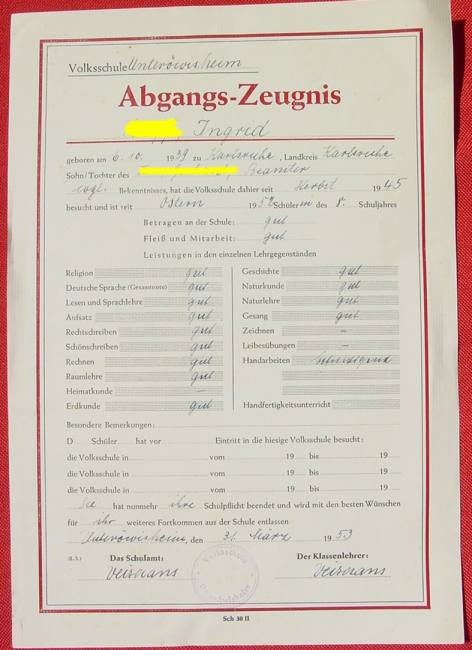 Volksschule Unteröwisheim
Abgangs-Zeugnis
Ingrid
geboren am 6. 10. 1939 zu Karlsruhe, Landkreis Karlsruhe
Sohn/Tochter des Beamter
evgl. Bekenntnisses, hat die Volksschule dahier seit Herbst 1945
besucht und ist seit Ostern 1952 Schüler in des 8. Schuljahres
Betragen an der Schule: gut
Fleiß und Mitarbeit: gut
Leistungen in den einzelnen Lehrgegenständen
Religion gut
Deutsche Sprache (Gesamtnote) gut
Lesen und Sprachlehre gut
Aufsatz gut
Rechtschreiben gut
Schönschreiben gut
Rechnen gut
Raumlehre gut
Heimatkunde –
Erdkunde gut
Geschichte gut
Naturkunde gut
Naturlehre gut
Gesang gut
Zeichnen –
Leibesübungen –
Handarbeiten
Handfertigkeitsunterricht
Besondere Bemerkungen:
D Schüler hat vor Eintritt in die hiesige Volksschule besucht:
die Volksschule in vom 19 bis 19
die Volksschule in vom 19 bis 19
die Volksschule in vom 19 bis 19
Sie hat nunmehr ihre Schulpflicht beendet und wird mit den besten Wünschen
für ihr weiteres Fortkommen aus der Schule entlassen
Unteröwisheim, den 31. März 1953
(L.S.) Das Schulamt: Der Klassenlehrer:
Volksschule
Sch 30 II